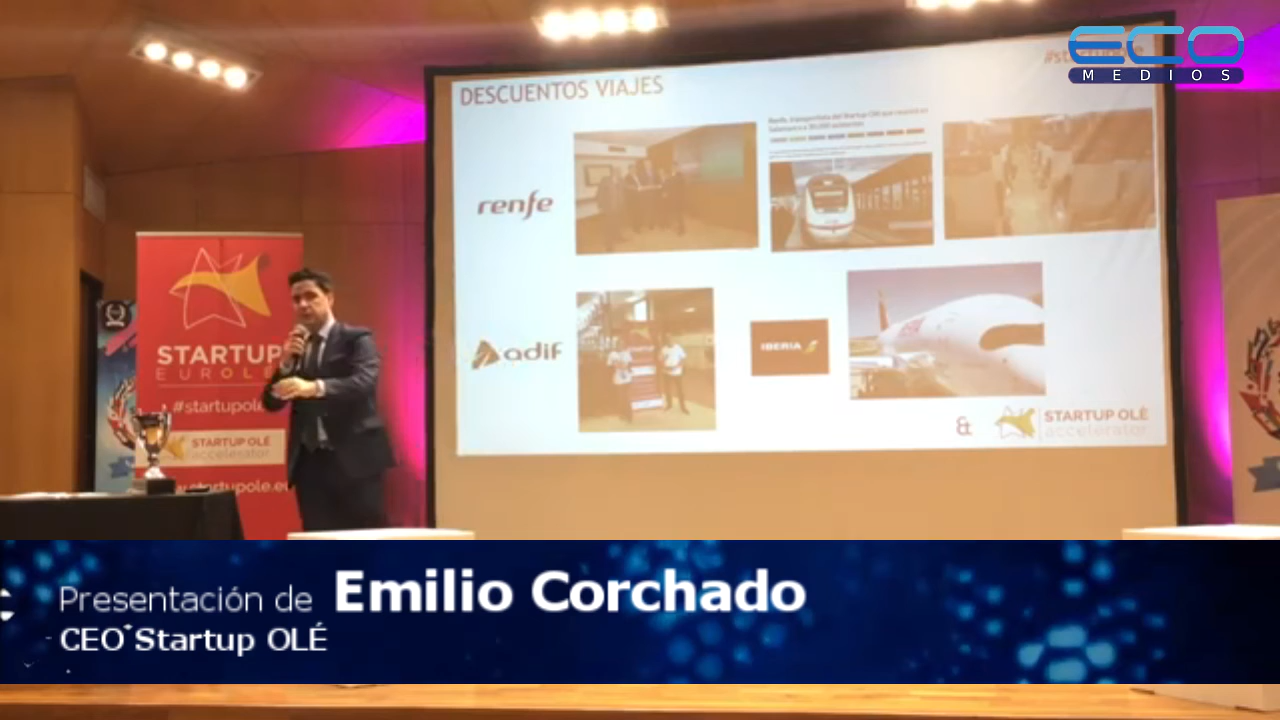 ECO
MEDIOS
DESCUENTOS VIAJES
renfe
adif
IBERIA
&
STARTUP OLÉ
accelerator
STARTUP
EUROLE
#startupole
STARTUP OLÉ
accelerator
Presentación de Emilio Corchado
CEO Startup OLÉ